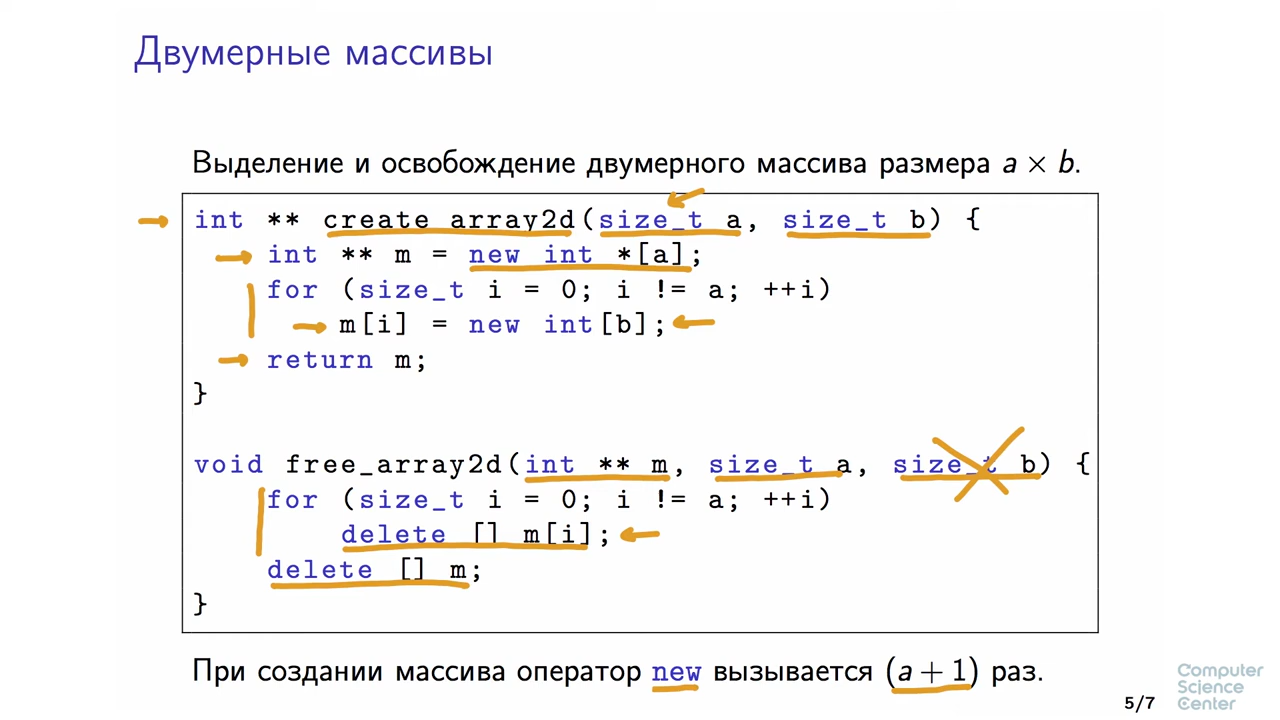 Двумерные массивы
Выделение и освобождение двумерного массива размера a × b.
int ** create_array2d(size_t a, size_t b) {
    int ** m = new int *[a];
    for (size_t i = 0; i != a; ++i)
        m[i] = new int[b];
    return m;
}
void free_array2d(int ** m, size_t a, size_t b) {
    for (size_t i = 0; i != a; ++i)
        delete [] m[i];
    delete [] m;
}
При создании массива оператор new вызывается (a + 1) раз.
5/7
Computer
Science
Center